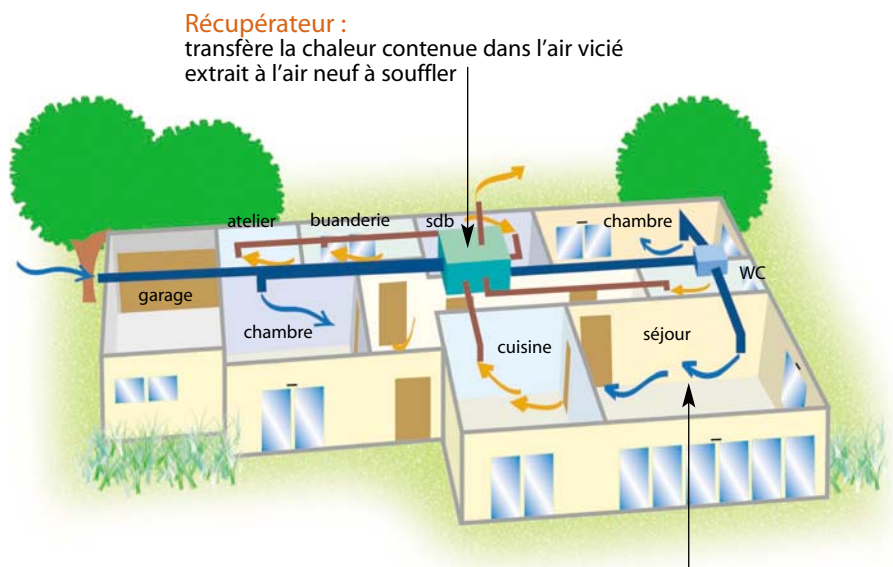 Récupérateur :
transfère la chaleur contenue dans l’air vicié
extrait à l’air neuf à souffler
atelier
buanderie
sdb
chambre
WC
garage
chambre
cuisine
séjour